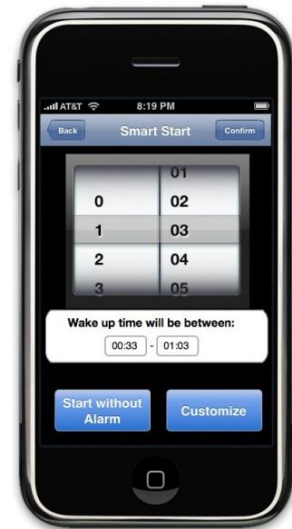 AT&T 8:19 PM
Back Smart Start Confirm
01
0 02
1 03
2 04
3 05
Wake up time will be between:
00:33 - 01:03
Start without
Alarm
Customize